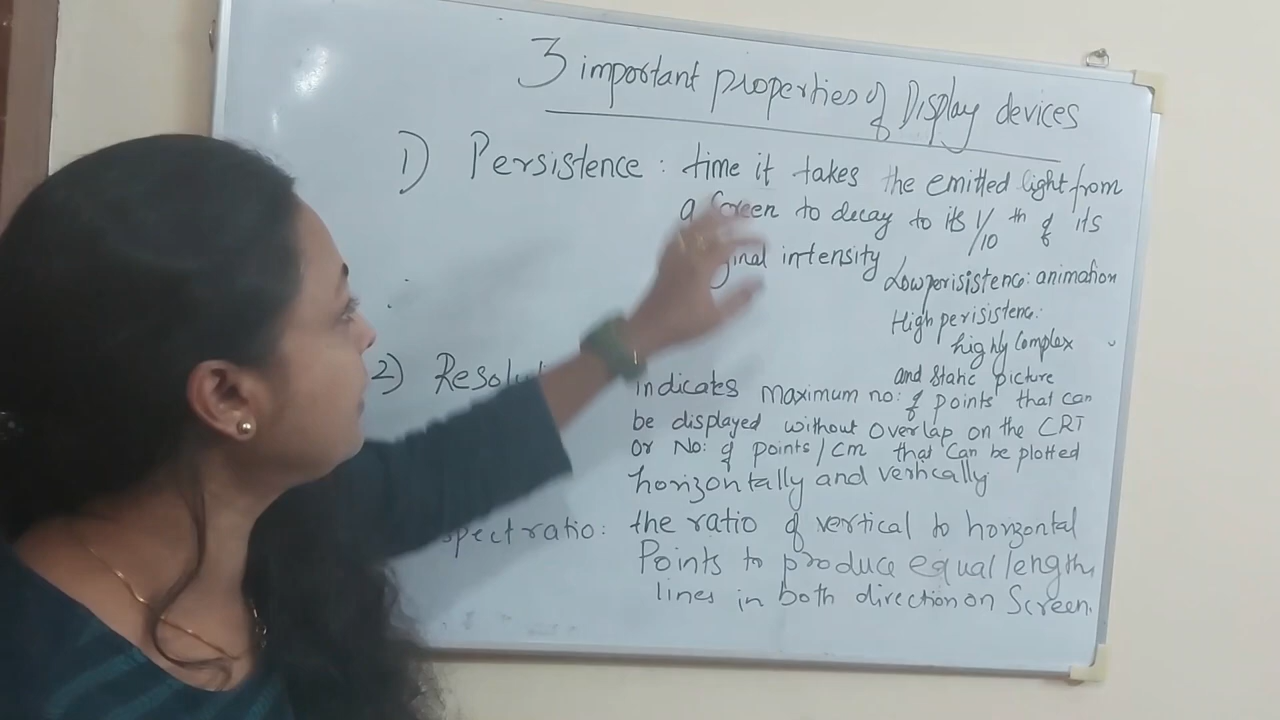 3 important properties of Display devices
1) Persistence: time it takes the emitted light from
a Screen to decay to its 1/10 th of its
ginal intensity
Low perisistence: animation
High perisistence:
highly Complex
and static picture
2) Resolut
indicates maximum no: of points that can
be displayed without overlap on the CRT
Or No: of points/cm that can be plotted
horizontally and vertically
spect ratio: the ratio of vertical to horizontal
Points to produce equal length
lines in both direction on Screen.